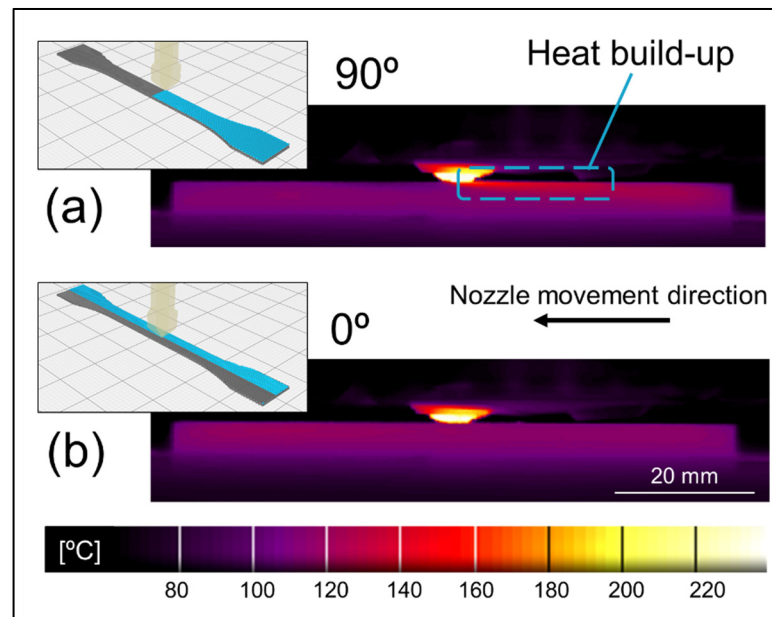 90º
Heat build-up
(a)
0º
Nozzle movement direction
(b)
20 mm
[ºC]
80 100 120 140 160 180 200 220